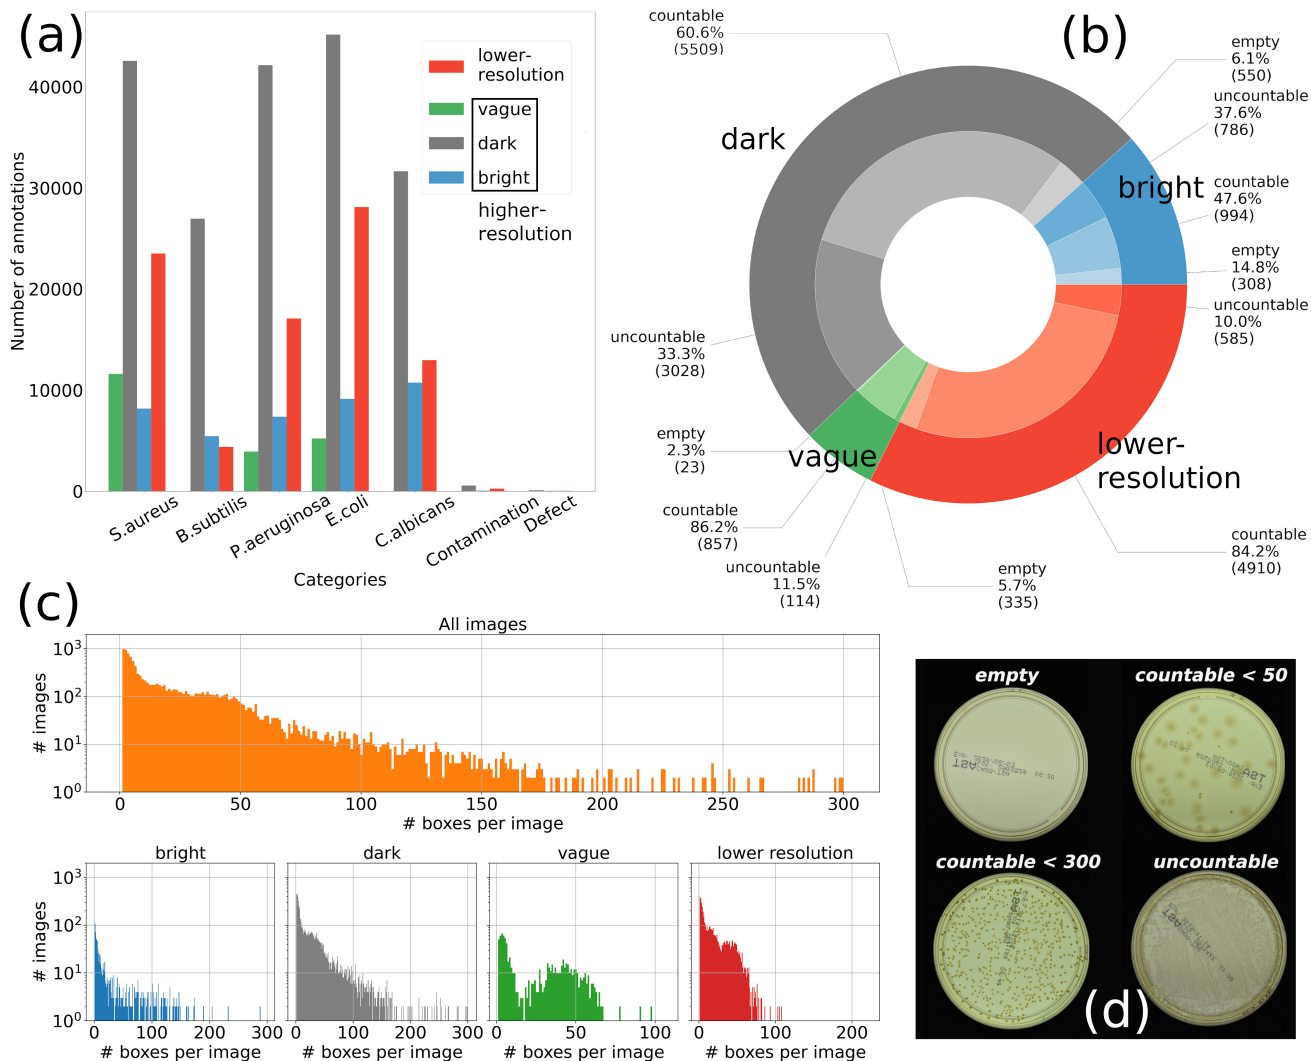 (a)
Number of annotations
40000
30000
20000
10000
0
lower-
resolution
vague
dark
bright
higher-
resolution
S.aureus
B.subtilis
P.aeruginosa
E.coli
C.albicans
Contamination
Defect
Categories
(b)
countable
60.6%
(5509)
empty
6.1%
(550)
uncountable
37.6%
(786)
countable
47.6%
(994)
empty
14.8%
(308)
uncountable
10.0%
(585)
dark
bright
uncountable
33.3%
(3028)
empty
2.3%
(23)
vague
lower-
resolution
countable
86.2%
(857)
uncountable
11.5%
(114)
empty
5.7%
(335)
countable
84.2%
(4910)
(c)
All images
# images
10³
10²
10¹
10⁰
0 50 100 150 200 250 300
# boxes per image
bright
# images
10³
10²
10¹
10⁰
0 100 200 300
# boxes per image
dark
0 100 200 300
# boxes per image
vague
0 50 100
# boxes per image
lower resolution
0 100 200
# boxes per image
empty
countable < 50
TSAY
countable < 300
uncountable
(d)